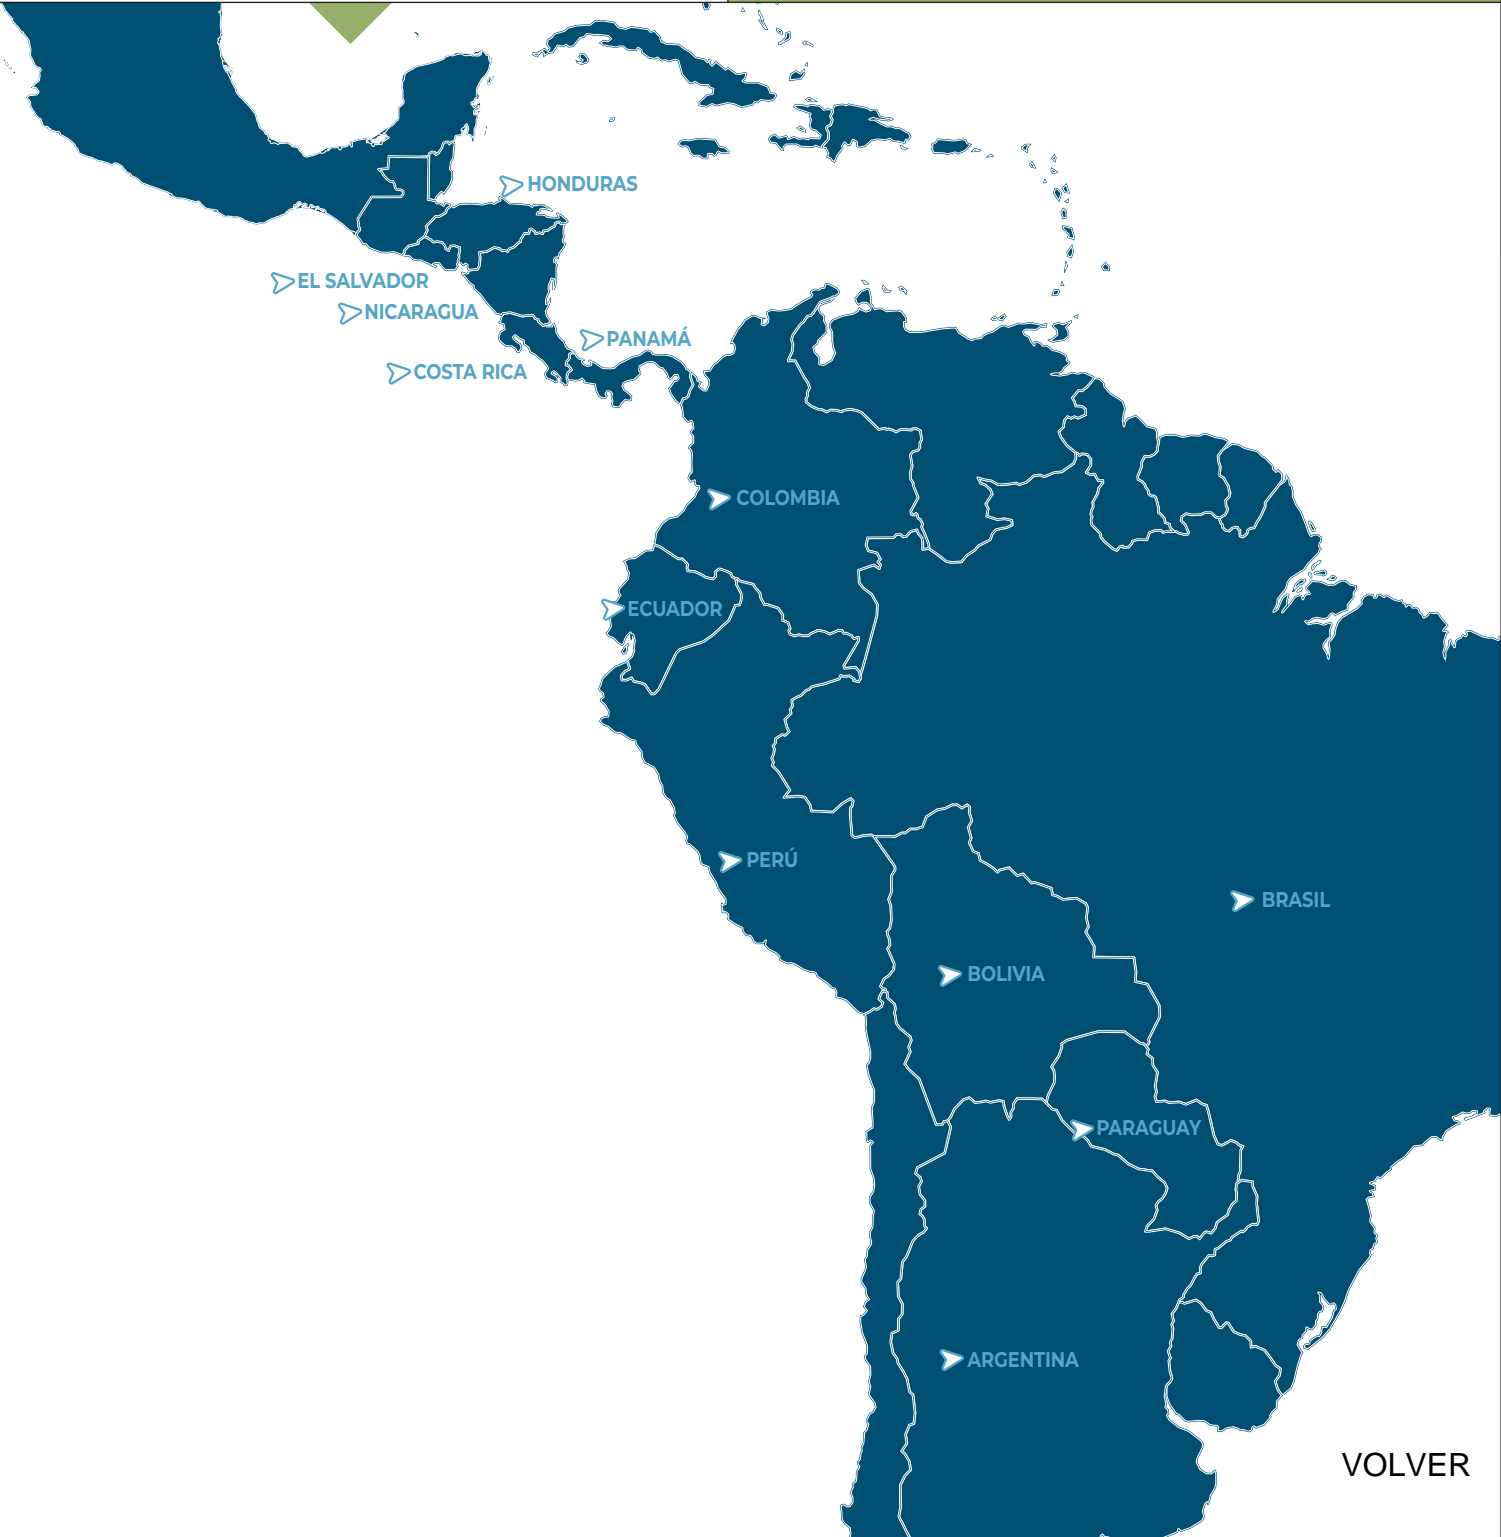 HONDURAS
EL SALVADOR
NICARAGUA
PANAMÁ
COSTA RICA
COLOMBIA
ECUADOR
PERÚ
BRASIL
BOLIVIA
PARAGUAY
ARGENTINA
VOLVER